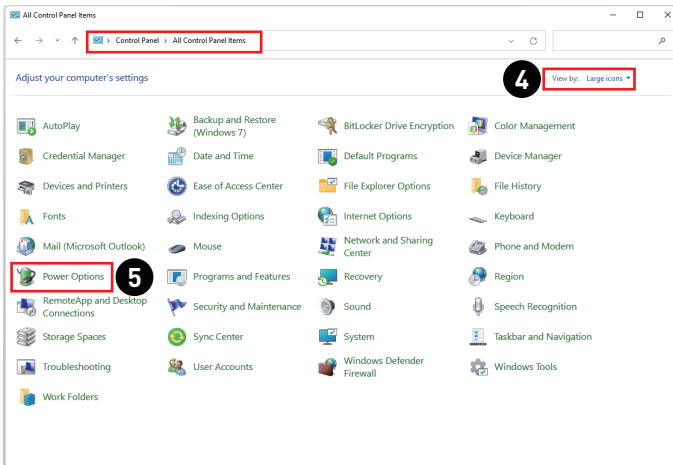 All Control Panel Items
Control Panel > All Control Panel Items
Adjust your computer's settings
4
View by: Large icons
AutoPlay
Backup and Restore
(Windows 7)
BitLocker Drive Encryption
Color Management
Credential Manager
Date and Time
Default Programs
Device Manager
Devices and Printers
Ease of Access Center
File Explorer Options
File History
Fonts
Indexing Options
Internet Options
Keyboard
Mail (Microsoft Outlook)
Mouse
Network and Sharing
Center
Phone and Modem
Power Options
5
Programs and Features
Recovery
Region
RemoteApp and Desktop
Connections
Security and Maintenance
Sound
Speech Recognition
Storage Spaces
Sync Center
System
Taskbar and Navigation
Troubleshooting
User Accounts
Windows Defender
Firewall
Windows Tools
Work Folders